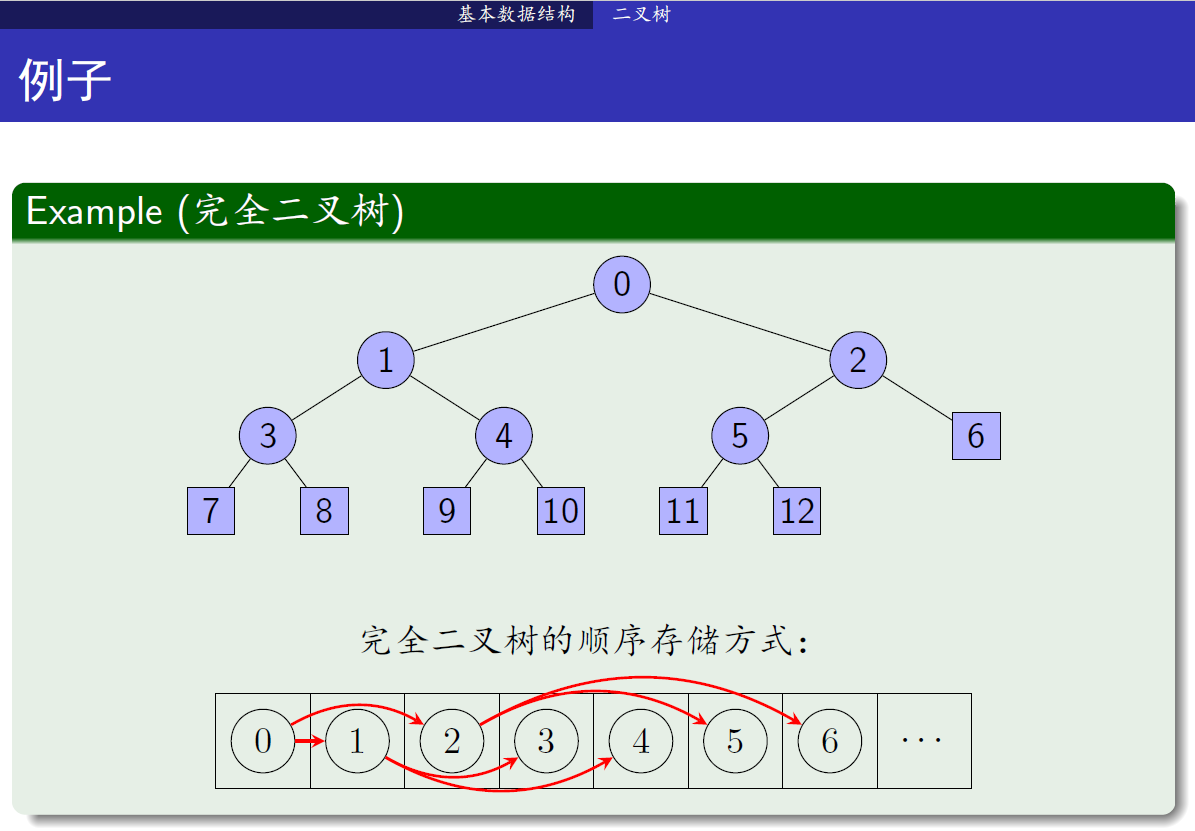 基本数据结构 二叉树
例子
Example (完全二叉树)
0
1 2
3 4 5 6
7 8 9 10 11 12
完全二叉树的顺序存储方式：
0 1 2 3 4 5 6 ···